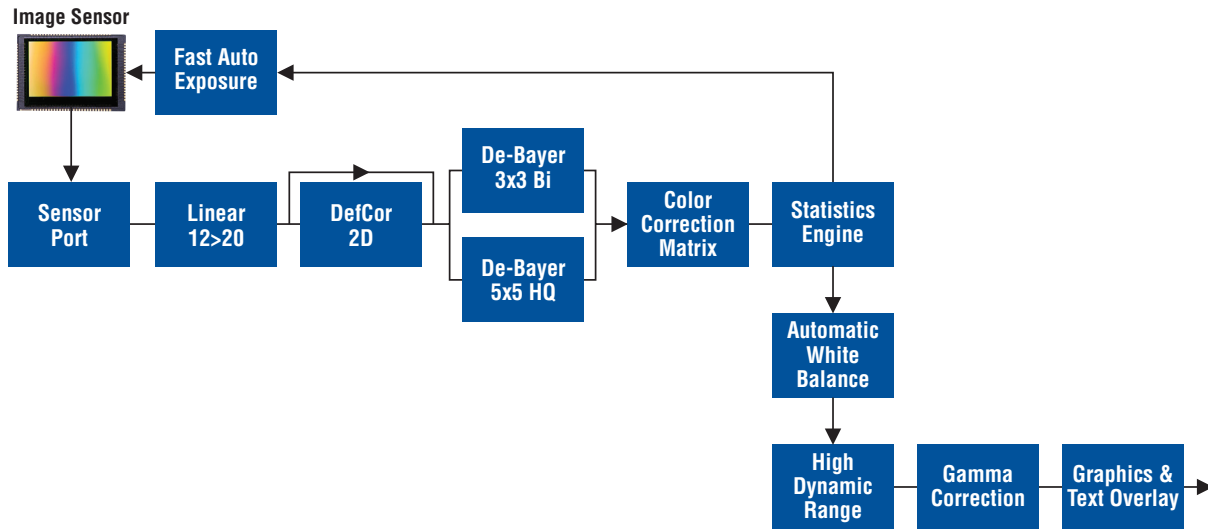 Image Sensor
Fast Auto
Exposure
Sensor
Port
Linear
12>20
DefCor
2D
De-Bayer
3x3 Bi
De-Bayer
5x5 HQ
Color
Correction
Matrix
Statistics
Engine
Automatic
White
Balance
High
Dynamic
Range
Gamma
Correction
Graphics &
Text Overlay